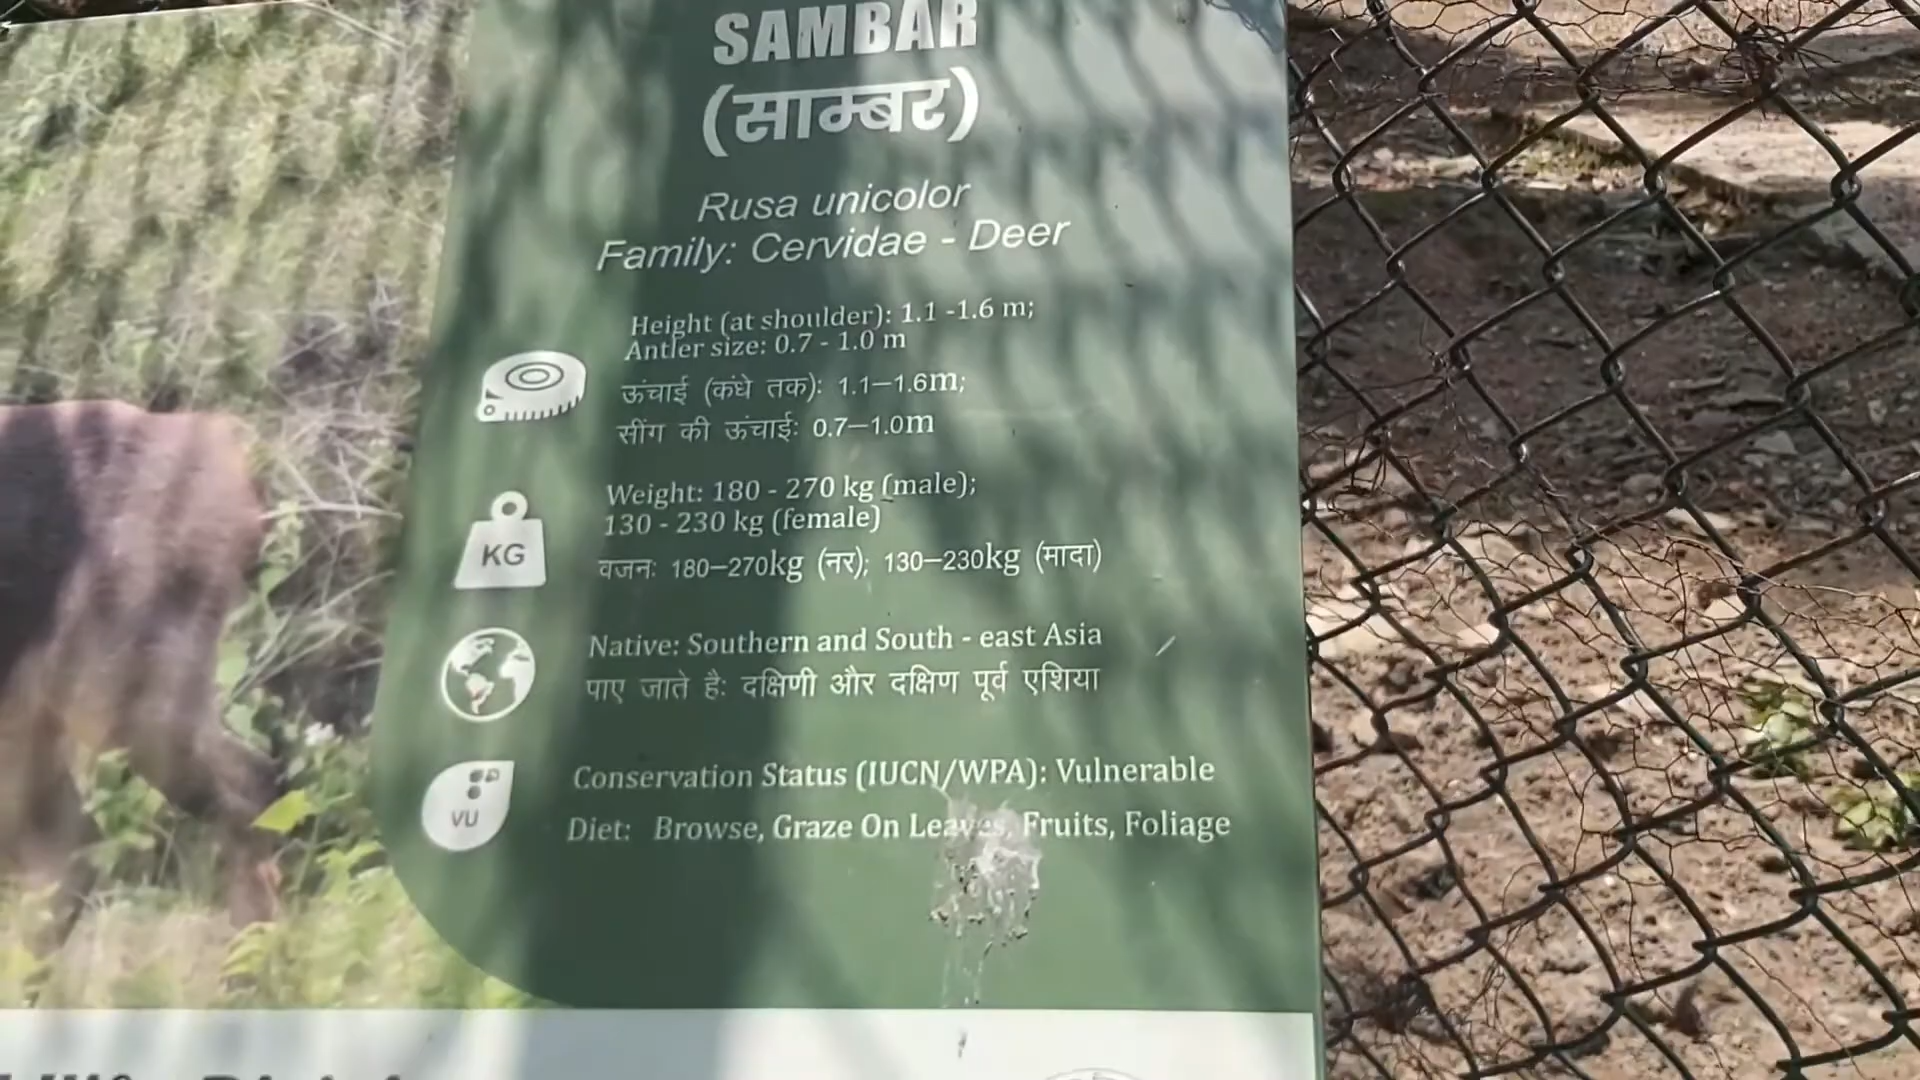 SAMBAR
(साम्बर)
Rusa unicolor
Family: Cervidae - Deer
Height (at shoulder): 1.1 -1.6 m;
Antler size: 0.7 - 1.0 m
ऊंचाई (कंधे तक): 1.1–1.6m;
सींग की ऊंचाई: 0.7–1.0m
KG
Weight: 180 - 270 kg (male);
130 - 230 kg (female)
वजन: 180–270kg (नर); 130–230kg (मादा)
Native: Southern and South - east Asia
पाए जाते है: दक्षिणी और दक्षिण पूर्व एशिया
VU
Conservation Status (IUCN/WPA): Vulnerable
Diet: Browse, Graze On Leaves, Fruits, Foliage